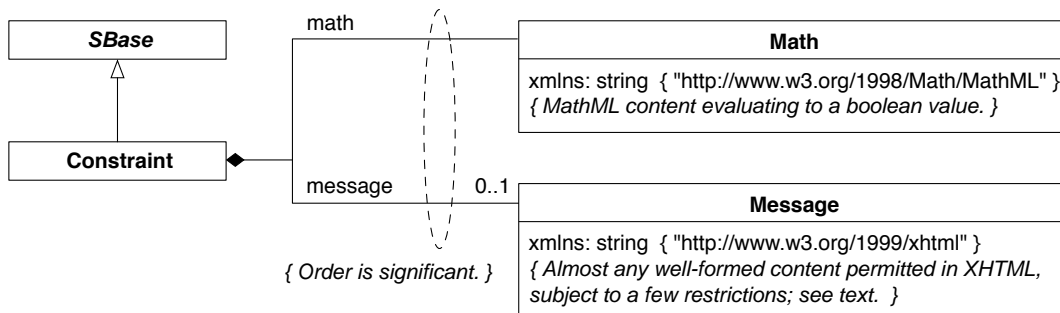 SBase
math
Math
xmlns: string { "http://www.w3.org/1998/Math/MathML" }
{ MathML content evaluating to a boolean value. }
Constraint
message
0..1
Message
xmlns: string { "http://www.w3.org/1999/xhtml" }
{ Almost any well-formed content permitted in XHTML,
subject to a few restrictions; see text. }
{ Order is significant. }